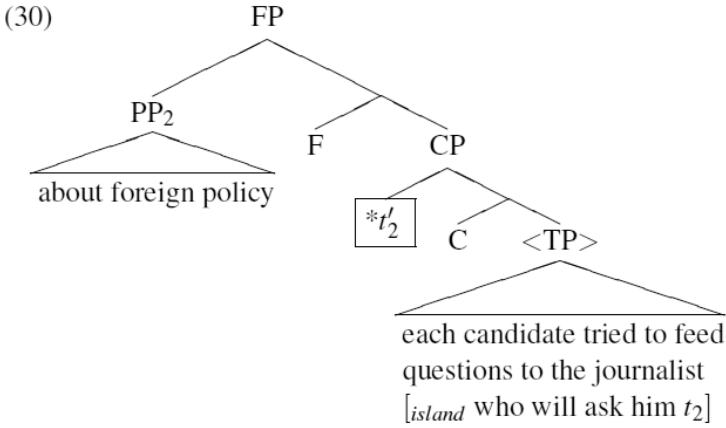 (30)
FP
PP2
F
CP
about foreign policy
*t′2
C
<TP>
each candidate tried to feed
questions to the journalist
[island who will ask him t2]